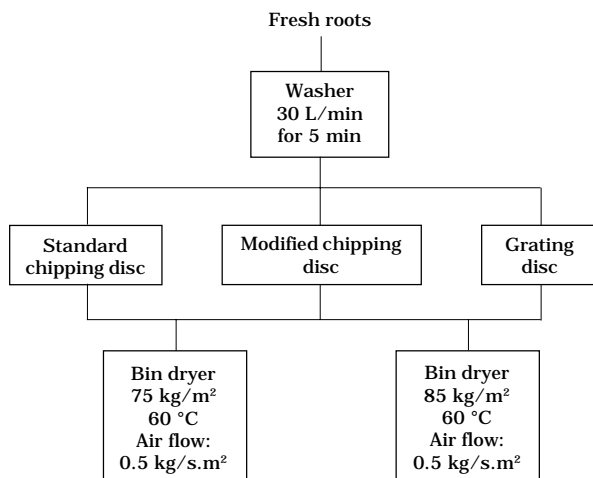 Fresh roots
Washer
30 L/min
for 5 min
Standard
chipping disc
Modified chipping
disc
Grating
disc
Bin dryer
75 kg/m²
60 °C
Air flow:
0.5 kg/s.m²
Bin dryer
85 kg/m²
60 °C
Air flow:
0.5 kg/s.m²